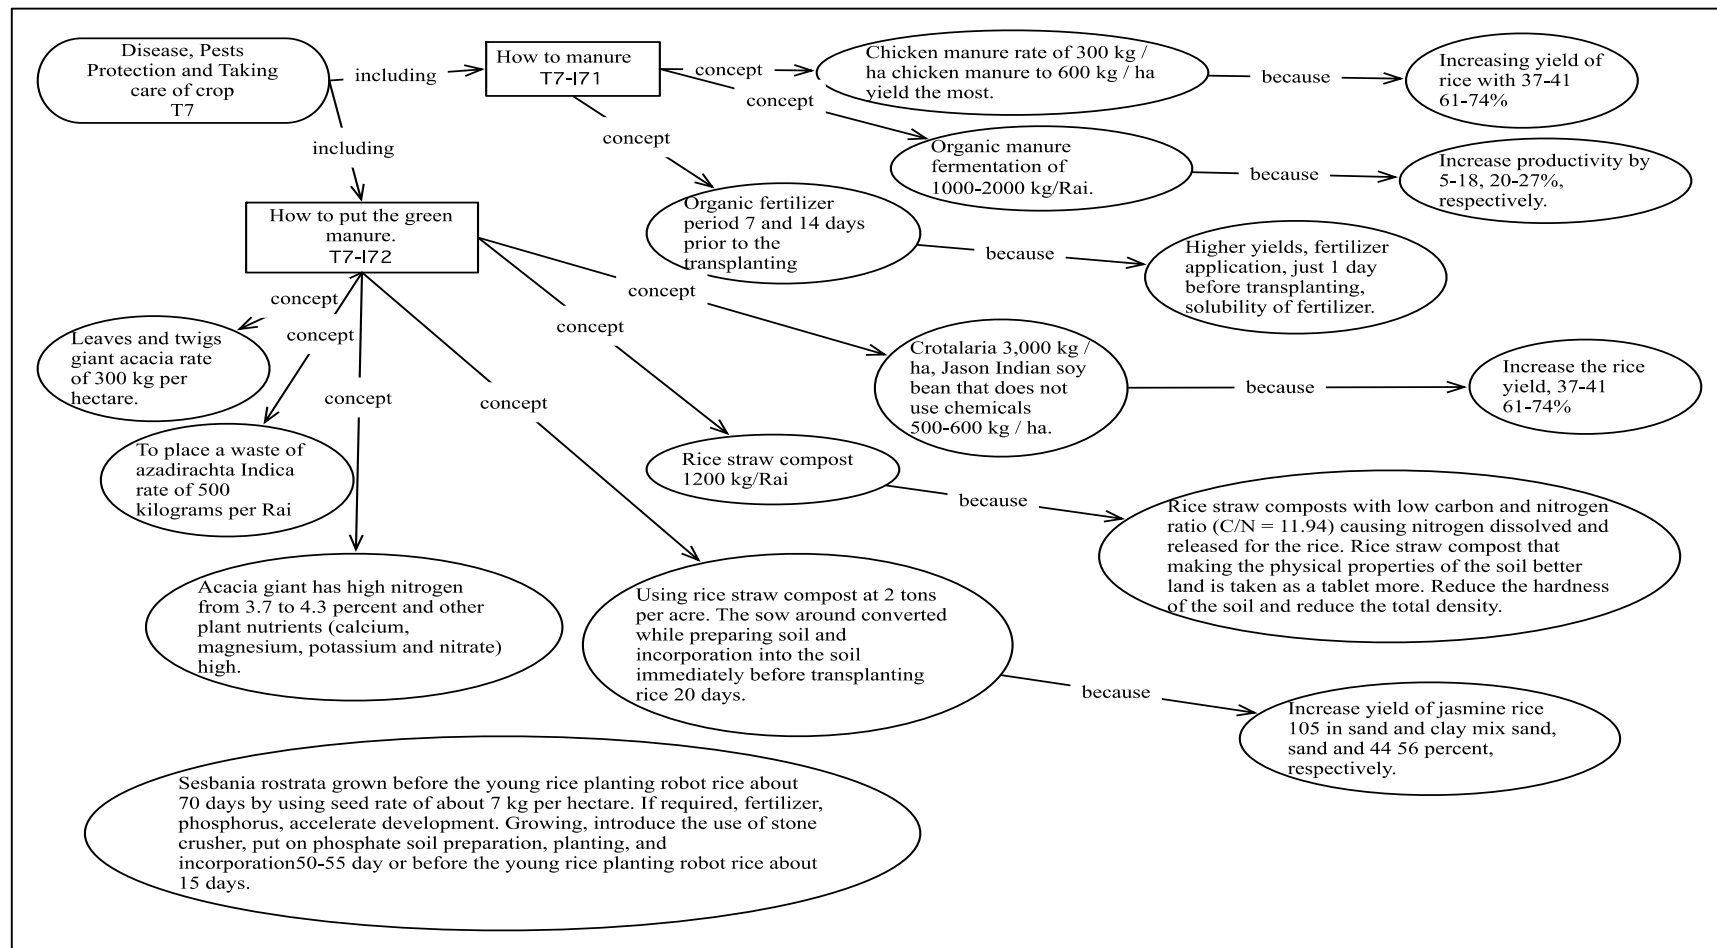 Disease, Pests
Protection and Taking
care of crop
T7
including
How to manure
T7-I71
concept
Chicken manure rate of 300 kg /
ha chicken manure to 600 kg / ha
yield the most.
because
Increasing yield of
rice with 37-41
61-74%
concept
Organic manure
fermentation of
1000-2000 kg/Rai.
because
Increase productivity by
5-18, 20-27%,
respectively.
concept
Organic fertilizer
period 7 and 14 days
prior to the
transplanting
because
Higher yields, fertilizer
application, just 1 day
before transplanting,
solubility of fertilizer.
including
How to put the green
manure.
T7-I72
concept
Leaves and twigs
giant acacia rate
of 300 kg per
hectare.
concept
To place a waste of
azadirachta Indica
rate of 500
kilograms per Rai
concept
Acacia giant has high nitrogen
from 3.7 to 4.3 percent and other
plant nutrients (calcium,
magnesium, potassium and nitrate)
high.
concept
Using rice straw compost at 2 tons
per acre. The sow around converted
while preparing soil and
incorporation into the soil
immediately before transplanting
rice 20 days.
because
Increase yield of jasmine rice
105 in sand and clay mix sand,
sand and 44 56 percent,
respectively.
concept
Rice straw compost
1200 kg/Rai
because
Rice straw composts with low carbon and nitrogen
ratio (C/N = 11.94) causing nitrogen dissolved and
released for the rice. Rice straw compost that
making the physical properties of the soil better
land is taken as a tablet more. Reduce the hardness
of the soil and reduce the total density.
concept
Crotalaria 3,000 kg /
ha, Jason Indian soy
bean that does not
use chemicals
500-600 kg / ha.
because
Increase the rice
yield, 37-41
61-74%
Sesbania rostrata grown before the young rice planting robot rice about
70 days by using seed rate of about 7 kg per hectare. If required, fertilizer,
phosphorus, accelerate development. Growing, introduce the use of stone
crusher, put on phosphate soil preparation, planting, and
incorporation50-55 day or before the young rice planting robot rice about
15 days.